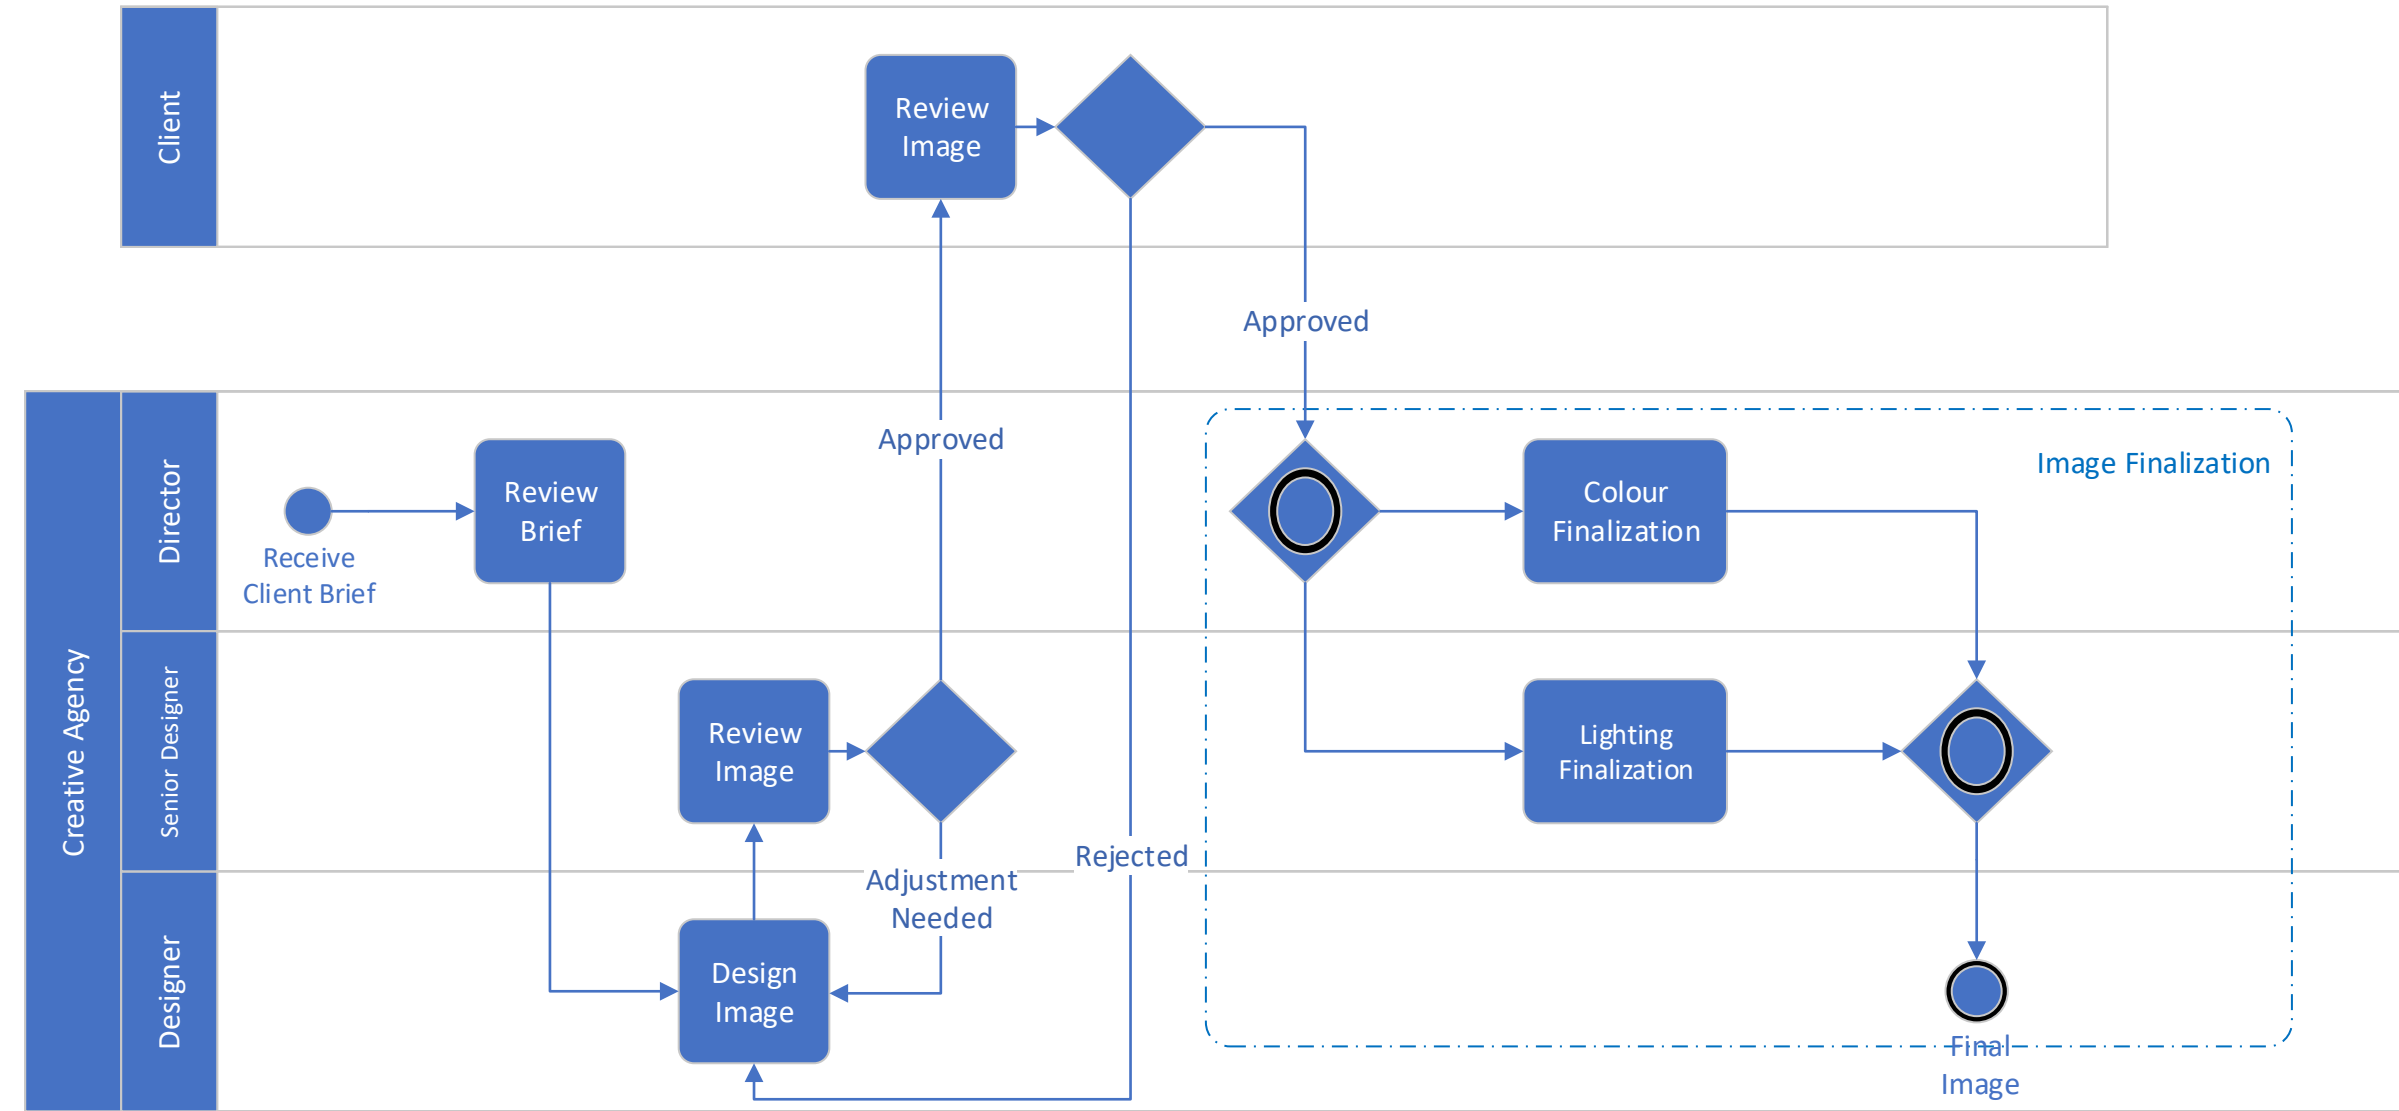 Client
Review
Image
Approved
Creative Agency
Director
Receive
Client Brief
Review
Brief
Approved
Colour
Finalization
Image Finalization
Senior Designer
Review
Image
Lighting
Finalization
Rejected
Adjustment
Needed
Designer
Design
Image
Final
Image